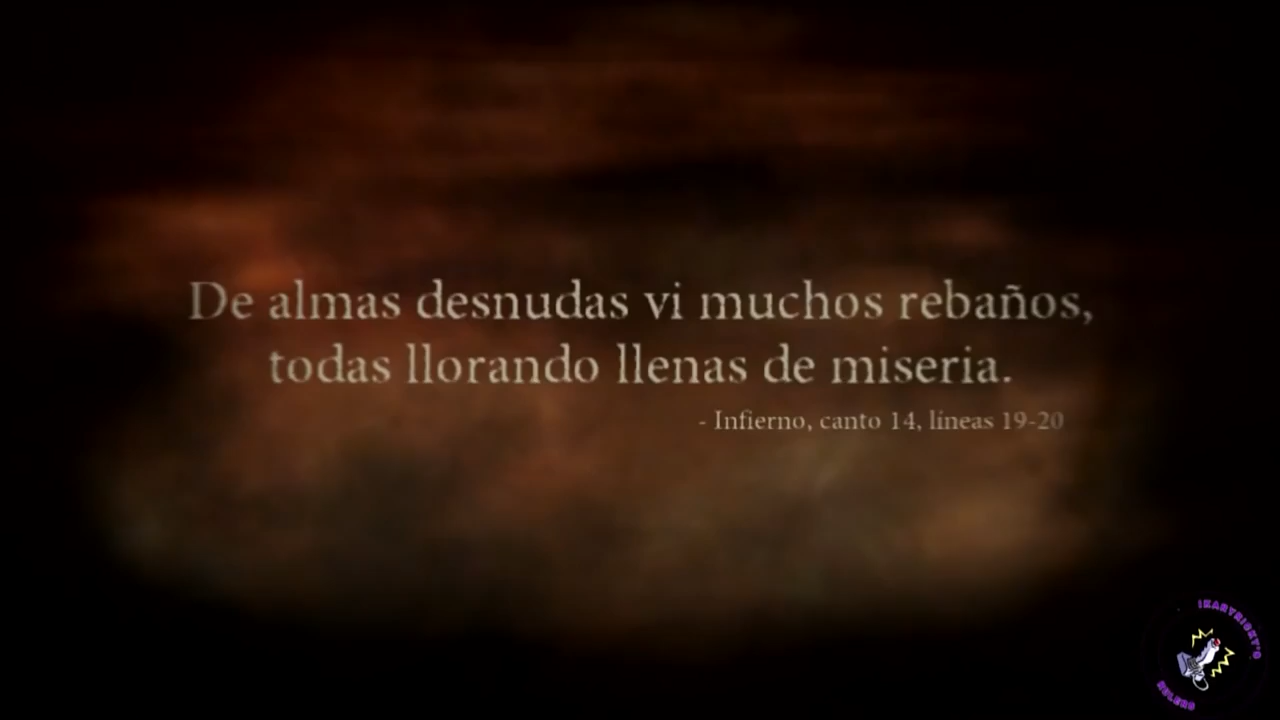 De almas desnudas vi muchos rebaños,
todas llorando llenas de miseria.
- Infierno, canto 14, líneas 19-20